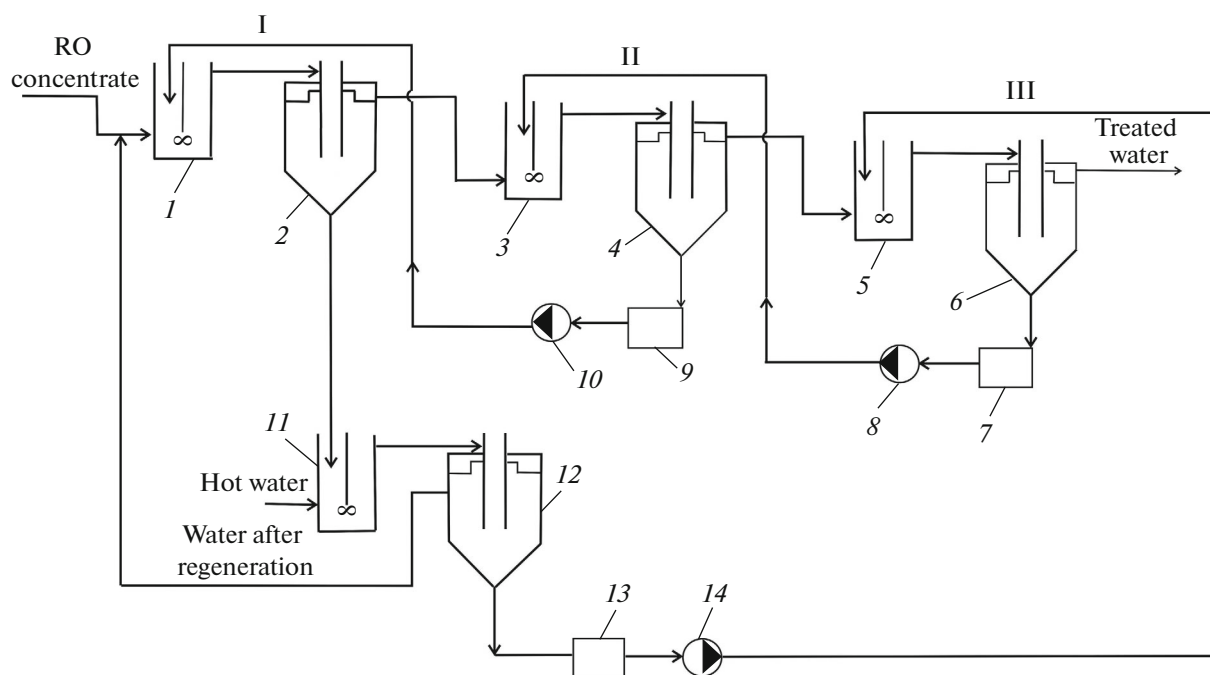 I
RO
concentrate
II
III
Treated
water
1
2
3
4
5
6
10
9
8
7
11
Hot water
12
Water after
regeneration
13
14